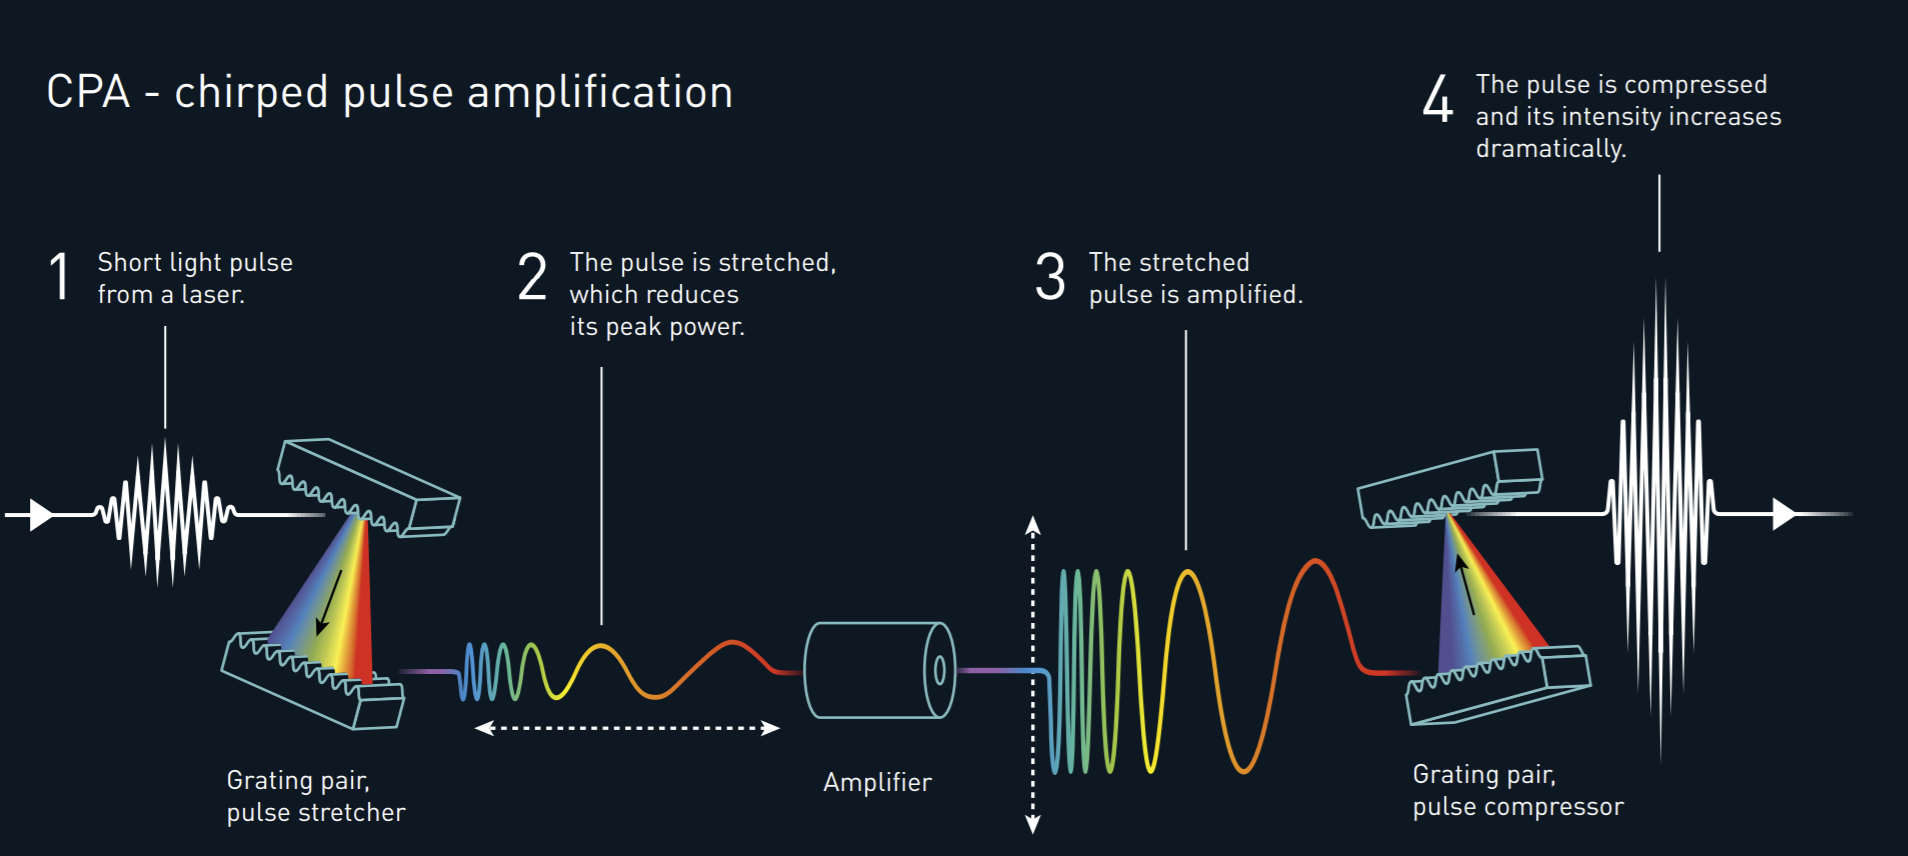 CPA - chirped pulse amplification
1
Short light pulse
from a laser.
2
The pulse is stretched,
which reduces
its peak power.
3
The stretched
pulse is amplified.
4
The pulse is compressed
and its intensity increases
dramatically.
Grating pair,
pulse stretcher
Amplifier
Grating pair,
pulse compressor